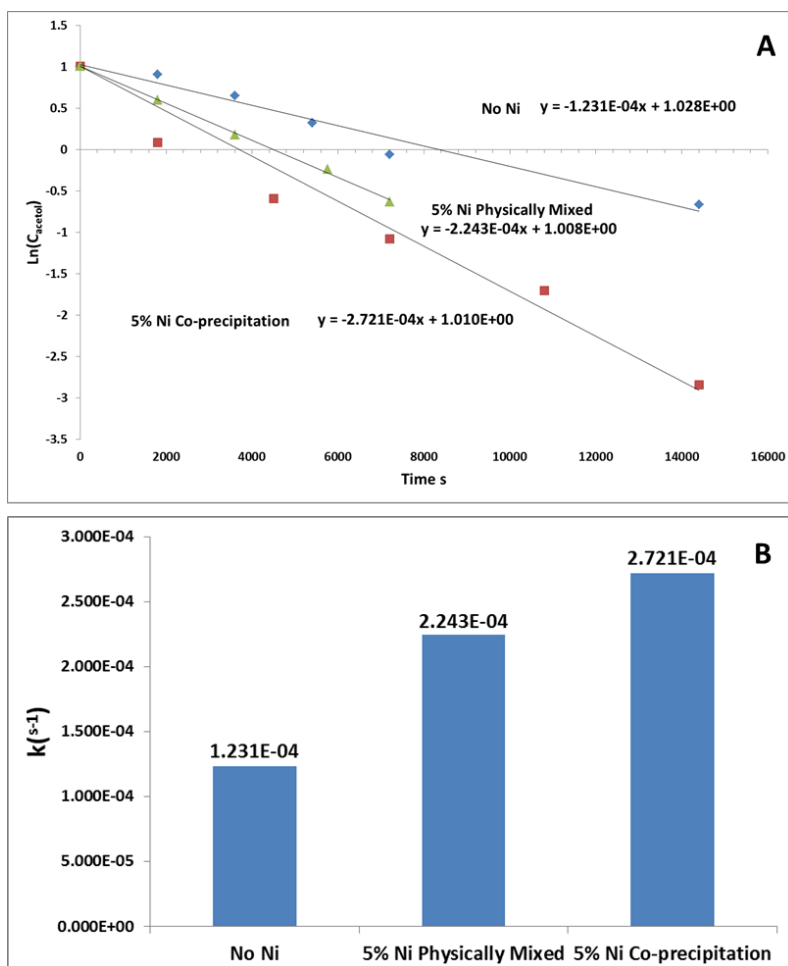 A
1.5
1
0.5
0
-0.5
-1
-1.5
-2
-2.5
-3
-3.5
Ln(Cacetol)
No Ni y = -1.231E-04x + 1.028E+00
5% Ni Physically Mixed
y = -2.243E-04x + 1.008E+00
5% Ni Co-precipitation y = -2.721E-04x + 1.010E+00
0 2000 4000 6000 8000 10000 12000 14000 16000
Time s
B
3.000E-04
2.500E-04
2.000E-04
1.500E-04
1.000E-04
5.000E-05
0.000E+00
k(s-1)
1.231E-04
2.243E-04
2.721E-04
No Ni 5% Ni Physically Mixed 5% Ni Co-precipitation